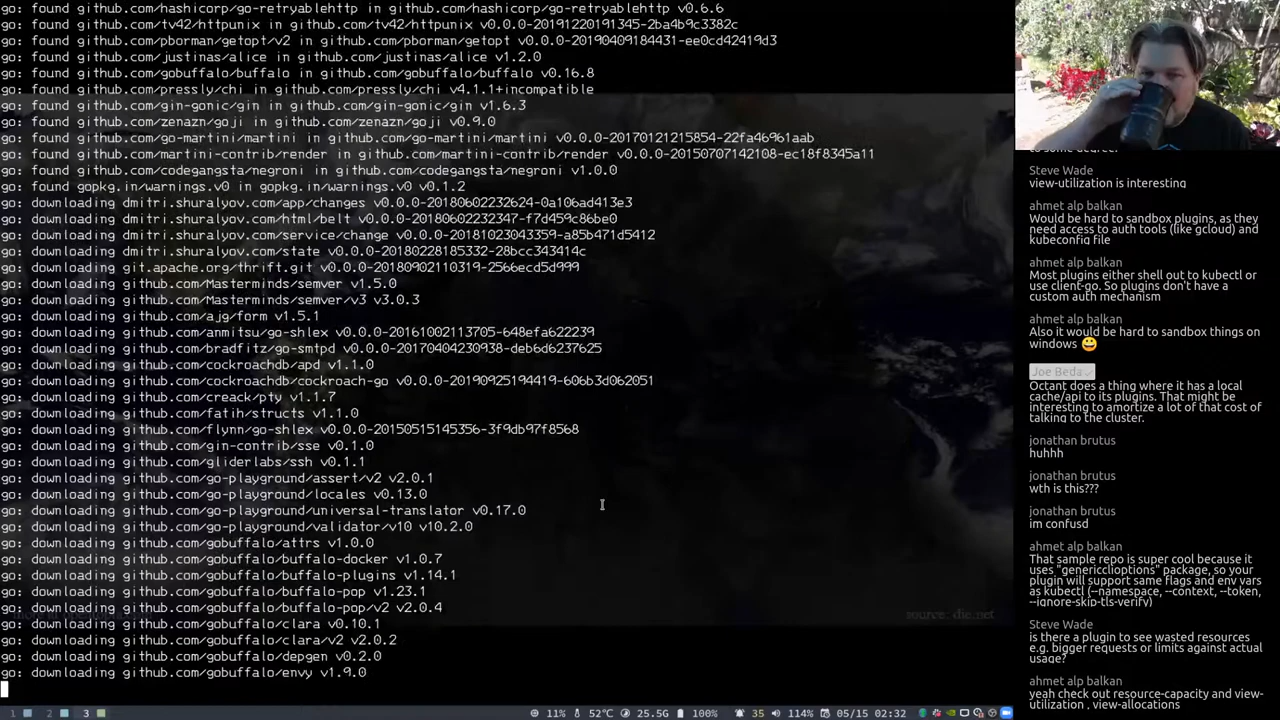 go: found github.com/hashicorp/go-retryablehttp in github.com/hashicorp/go-retryablehttp v0.6.6
go: found github.com/tv42/httpunix in github.com/tv42/httpunix v0.0.0-20191220191345-2ba4b9c3382c
go: found github.com/pborman/getopt/v2 in github.com/pborman/getopt v0.0.0-20190409184431-ee0cd42419d3
go: found github.com/justinas/alice in github.com/justinas/alice v1.2.0
go: found github.com/gobuffalo/buffalo in github.com/gobuffalo/buffalo v0.16.8
go: found github.com/pressly/chi in github.com/pressly/chi v4.1.1+incompatible
go: found github.com/gin-gonic/gin in github.com/gin-gonic/gin v1.6.3
go: found github.com/zenazn/goji in github.com/zenazn/goji v0.9.0
go: found github.com/go-martini/martini in github.com/go-martini/martini v0.0.0-20170121215854-22fa46961aab
go: found github.com/martini-contrib/render in github.com/martini-contrib/render v0.0.0-20150707142108-ec18f8345a11
go: found github.com/codegangsta/negroni in github.com/codegangsta/negroni v1.0.0
go: found gopkg.in/warnings.v0 in gopkg.in/warnings.v0 v0.1.2
go: downloading dmitri.shuralyov.com/app/changes v0.0.0-20180602232624-0a106ad413e3
go: downloading dmitri.shuralyov.com/html/belt v0.0.0-20180602232347-f7d459c86be0
go: downloading dmitri.shuralyov.com/service/change v0.0.0-20181023043359-a85b471d5412
go: downloading dmitri.shuralyov.com/state v0.0.0-20180228185332-28bcc343414c
go: downloading git.apache.org/thrift.git v0.0.0-20180902110319-2566ecd5d999
go: downloading github.com/Masterminds/semver v1.5.0
go: downloading github.com/Masterminds/semver/v3 v3.0.3
go: downloading github.com/ajg/form v1.5.1
go: downloading github.com/anmitsu/go-shlex v0.0.0-20161002113705-648efa622239
go: downloading github.com/bradfitz/go-smtpd v0.0.0-20170404230938-deb6d6237625
go: downloading github.com/cockroachdb/apd v1.1.0
go: downloading github.com/cockroachdb/cockroach-go v0.0.0-20190925194419-606b3d062051
go: downloading github.com/creack/pty v1.1.7
go: downloading github.com/fatih/structs v1.1.0
go: downloading github.com/flynn/go-shlex v0.0.0-20150515145356-3f9db97f8568
go: downloading github.com/gin-contrib/sse v0.1.0
go: downloading github.com/gliderlabs/ssh v0.1.1
go: downloading github.com/go-playground/assert/v2 v2.0.1
go: downloading github.com/go-playground/locales v0.13.0
go: downloading github.com/go-playground/universal-translator v0.17.0
go: downloading github.com/go-playground/validator/v10 v10.2.0
go: downloading github.com/gobuffalo/attrs v1.0.0
go: downloading github.com/gobuffalo/buffalo-docker v1.0.7
go: downloading github.com/gobuffalo/buffalo-plugins v1.14.1
go: downloading github.com/gobuffalo/buffalo-pop v1.23.1
go: downloading github.com/gobuffalo/buffalo-pop/v2 v2.0.4
go: downloading github.com/gobuffalo/clara v0.10.1
go: downloading github.com/gobuffalo/clara/v2 v2.0.2
go: downloading github.com/gobuffalo/depgen v0.2.0
go: downloading github.com/gobuffalo/envy v1.9.0
source: die.net
1 2 3
11% 52°C 25.5G 100% 35 114% 05/15 02:32
to some degree.
Steve Wade
view-utilization is interesting
ahmet alp balkan
Would be hard to sandbox plugins, as they
need access to auth tools (like gcloud) and
kubeconfig file
ahmet alp balkan
Most plugins either shell out to kubectl or
use client-go. So plugins don't have a
custom auth mechanism
ahmet alp balkan
Also it would be hard to sandbox things on
windows 😀
Joe Beda ✓
Octant does a thing where it has a local
cache/api to its plugins. That might be
interesting to amortize a lot of that cost of
talking to the cluster.
jonathan brutus
huhhh
jonathan brutus
wth is this???
jonathan brutus
im confusd
ahmet alp balkan
That sample repo is super cool because it
uses "genericclioptions" package, so your
plugin will support same flags and env vars
as kubectl (--namespace, --context, --token,
--ignore-skip-tls-verify)
Steve Wade
is there a plugin to see wasted resources
e.g. bigger requests or limits against actual
usage?
ahmet alp balkan
yeah check out resource-capacity and view-
utilization , view-allocations